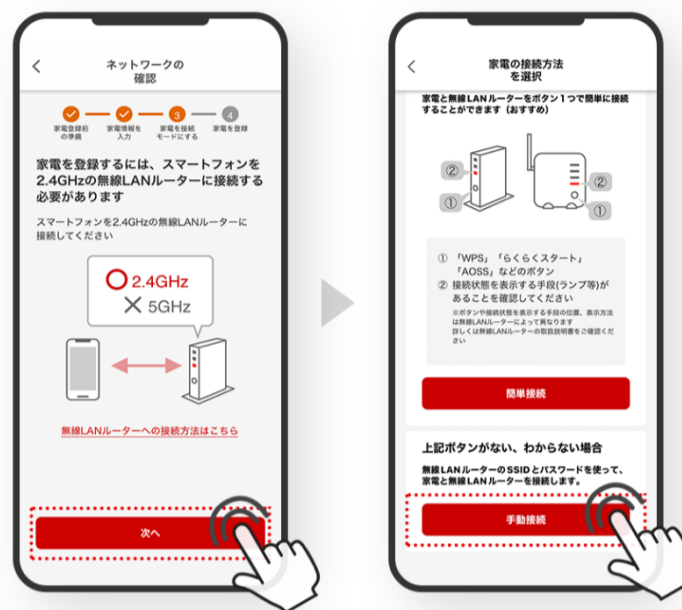 ネットワークの
確認
3
4
家電登録前
の準備
家電情報を
入力
家電を接続
モードにする
家電を登録
家電を登録するには、スマートフォンを
2.4GHzの無線LANルーターに接続する
必要があります
スマートフォンを2.4GHzの無線LANルーターに
接続してください
2.4GHz
5GHz
無線LANルーターへの接続方法はこちら
次へ
家電の接続方法
を選択
家電と無線LANルーターをボタン1つで簡単に接続
することができます（おすすめ）
②
①
②
①
① 「WPS」「らくらくスタート」
「AOSS」などのボタン
② 接続状態を表示する手段(ランプ等)が
あることを確認してください
※ボタンや接続状態を表示する手段の位置、表示方法
は無線LANルーターによって異なります
詳しくは無線LANルーターの取扱説明書をご確認くだ
さい
簡単接続
上記ボタンがない、わからない場合
無線LANルーターのSSIDとパスワードを使って、
家電と無線LANルーターを接続します。
手動接続